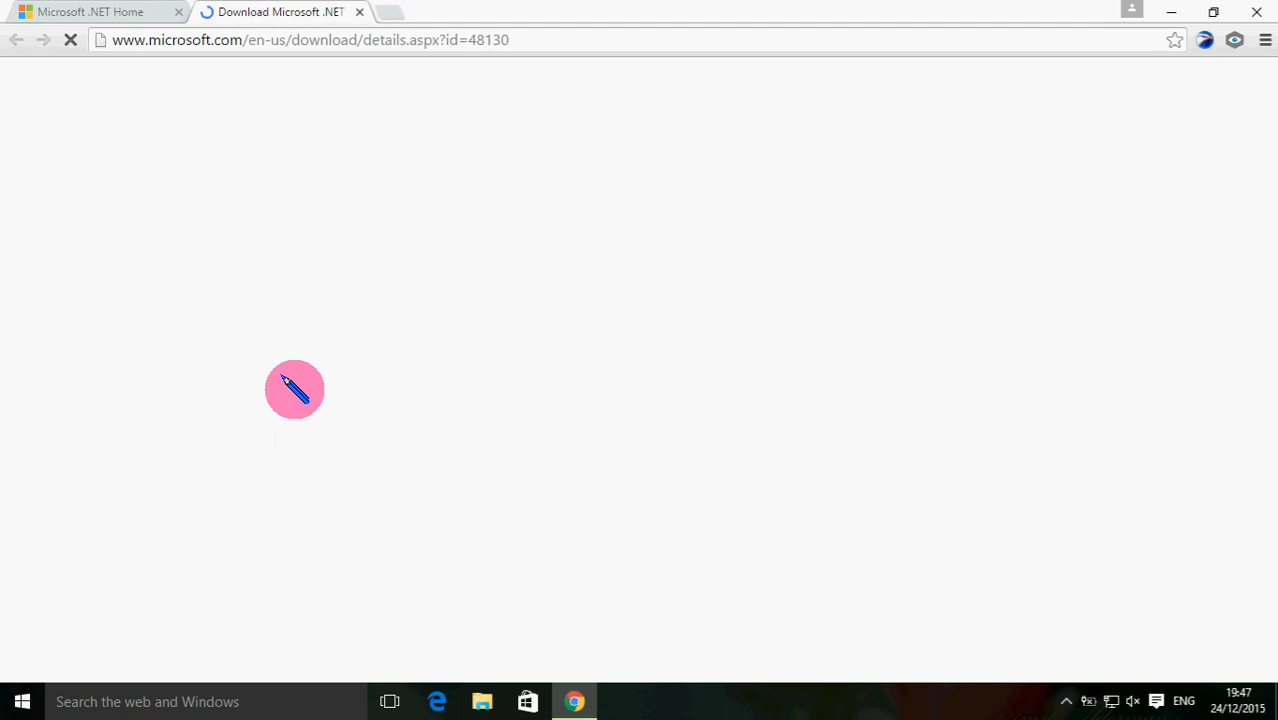 Microsoft .NET Home
Download Microsoft .NET
www.microsoft.com/en-us/download/details.aspx?id=48130
Search the web and Windows
ENG
19:47
24/12/2015